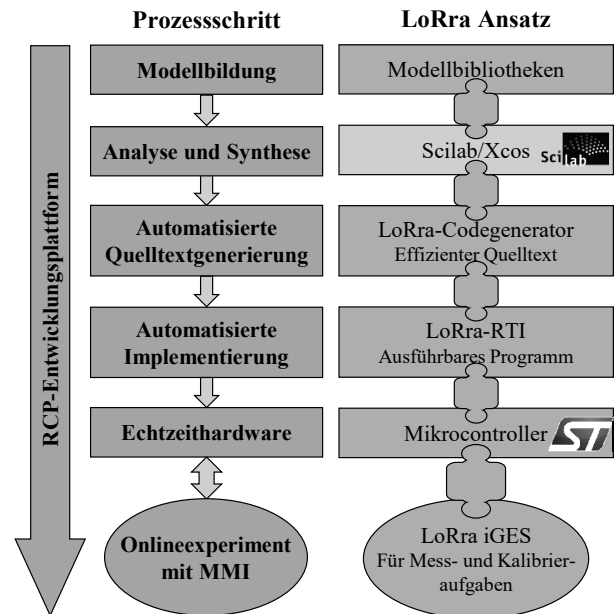 Prozessschritt
LoRra Ansatz
RCP-Entwicklungsplattform
Modellbildung
Modellbibliotheken
Analyse und Synthese
Scilab/Xcos
Scilab
Automatisierte
Quelltextgenerierung
LoRra-Codegenerator
Effizienter Quelltext
Automatisierte
Implementierung
LoRra-RTI
Ausführbares Programm
Echtzeithardware
Mikrocontroller
ST
Onlineexperiment
mit MMI
LoRra iGES
Für Mess- und Kalibrier-
aufgaben